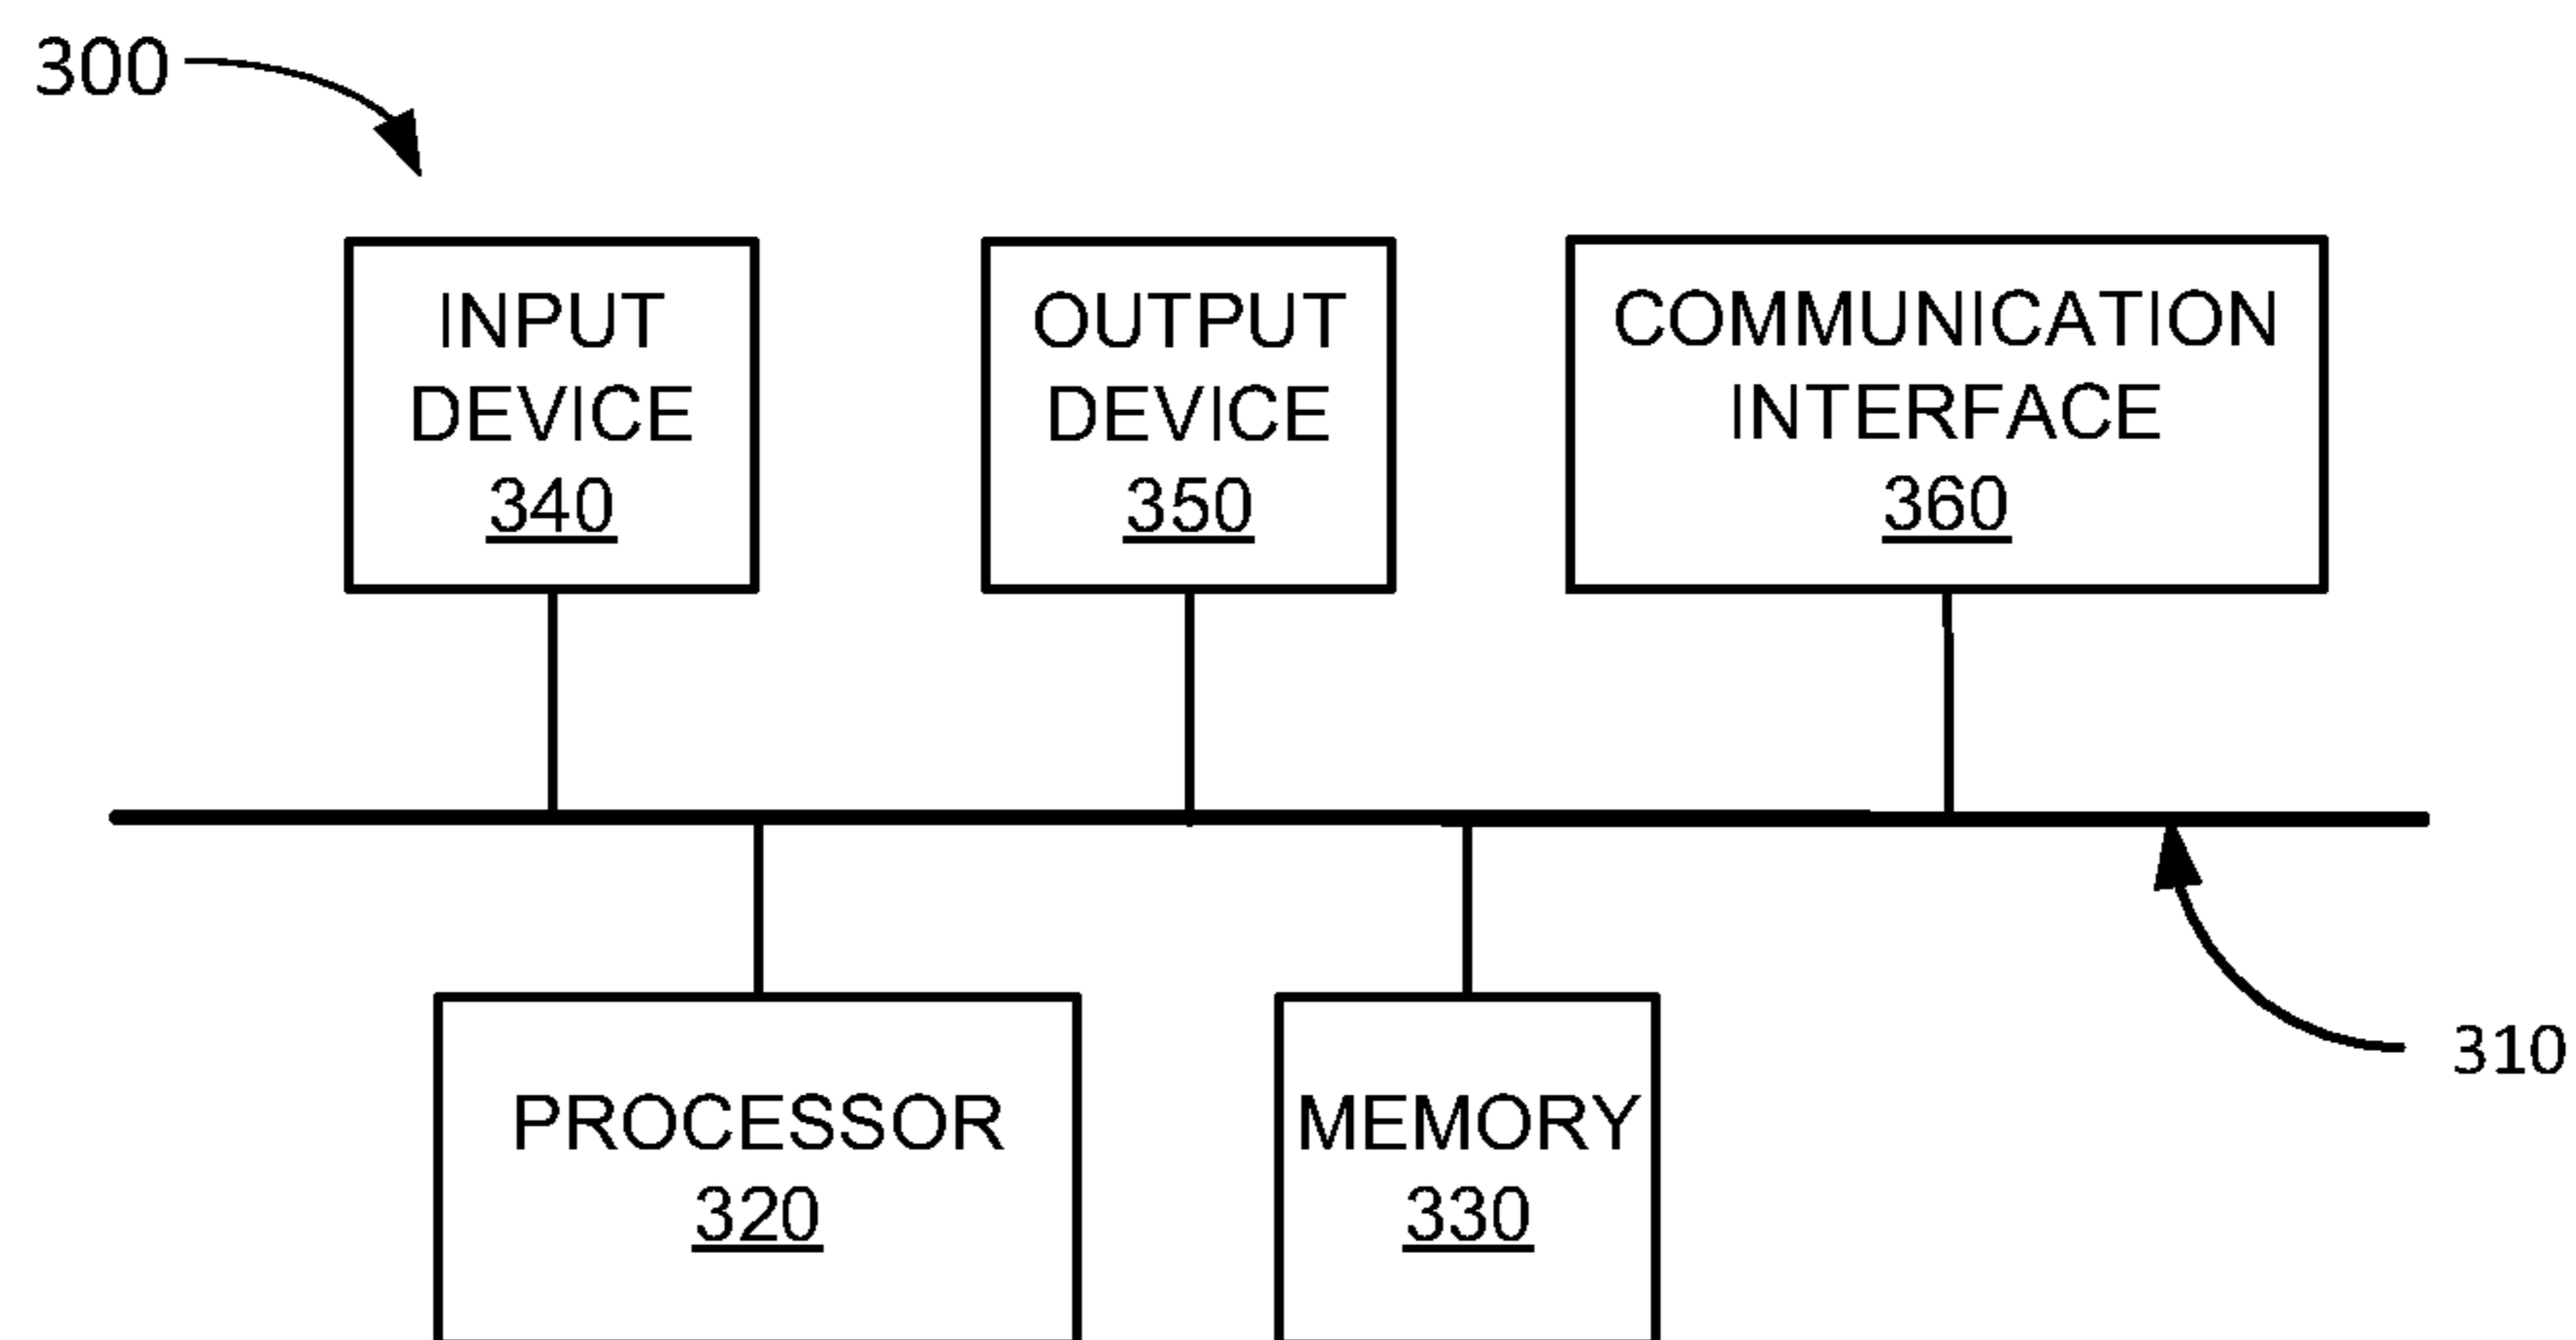 300
INPUT
DEVICE
340
OUTPUT
DEVICE
350
COMMUNICATION
INTERFACE
360
310
PROCESSOR
320
MEMORY
330